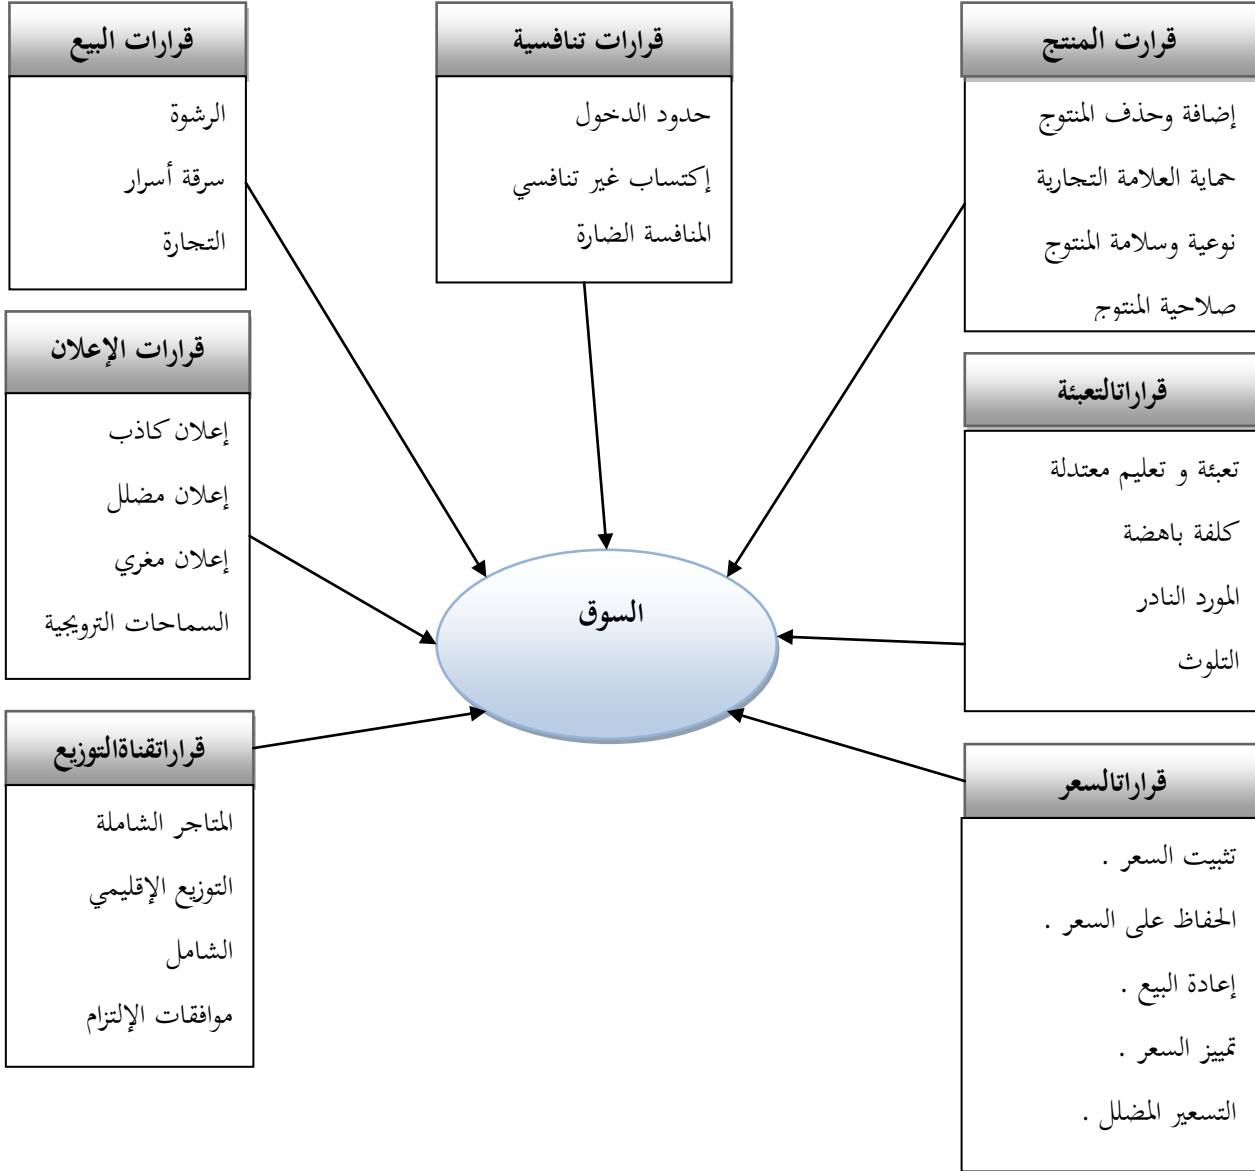 قرارت المنتج
إضافة وحذف المنتوج
حماية العلامة التجارية
نوعية وسلامة المنتوج
صلاحية المنتوج
قرارات تنافسية
حدود الدخول
إكتساب غير تنافسي
المنافسة الضارة
قرارات البيع
الرشوة
سرقة أسرار
التجارة
قراراتالتعبئة
تعبئة و تعليم معتدلة
كلفة باهضة
المورد النادر
التلوث
قرارات الإعلان
إعلان كاذب
إعلان مضلل
إعلان مغري
السماحات الترويجية
السوق
قراراتالسعر
تثبيت السعر .
الحفاظ على السعر .
إعادة البيع .
تمييز السعر .
التسعير المضلل .
قراراتقناةالتوزيع
المتاجر الشاملة
التوزيع الإقليمي
الشامل
موافقات الإلتزام